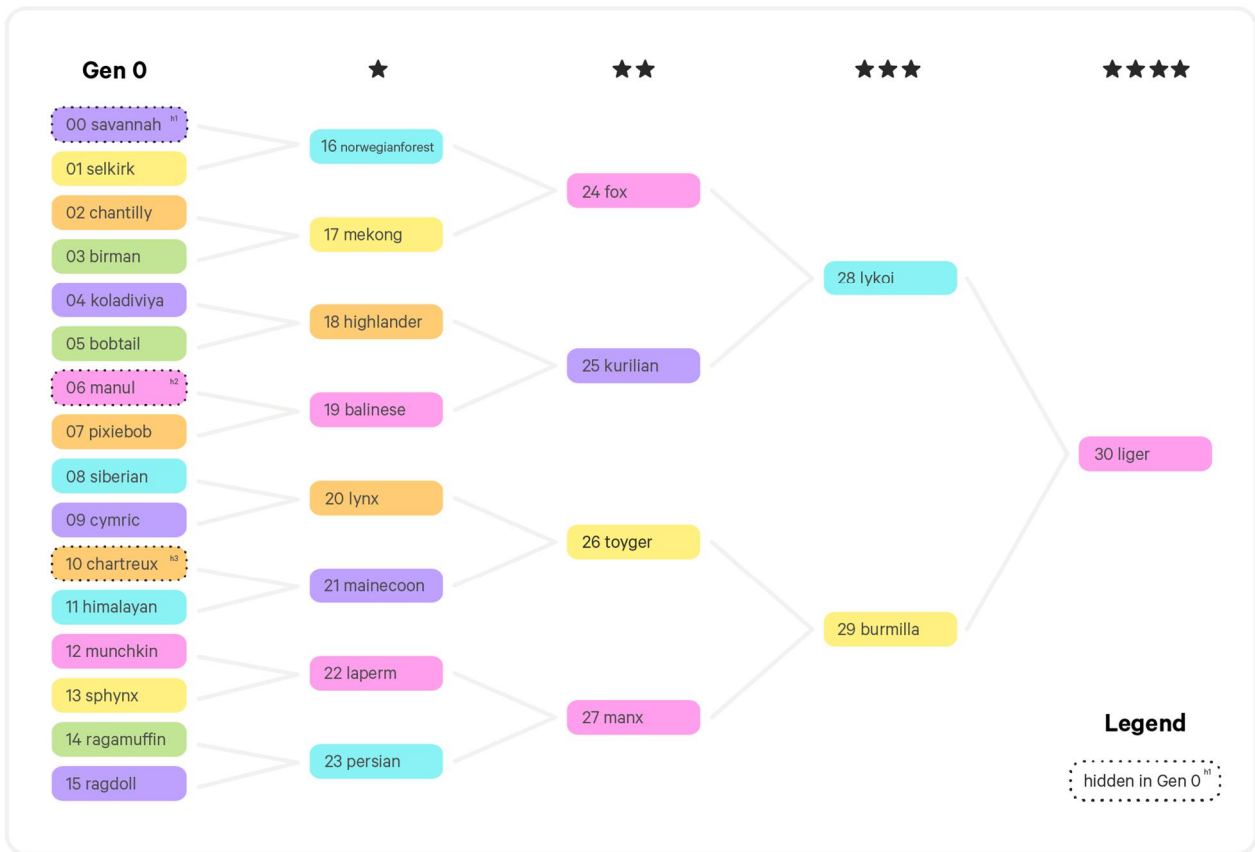 Gen 0
★
★★
★★★
★★★★
00 savannah h1
01 selkirk
02 chantilly
03 birman
04 koladiviya
05 bobtail
06 manul h2
07 pixiebob
08 siberian
09 cymric
10 chartreux h3
11 himalayan
12 munchkin
13 sphynx
14 ragamuffin
15 ragdoll
16 norwegianforest
17 mekong
18 highlander
19 balinese
20 lynx
21 mainecoon
22 laperm
23 persian
24 fox
25 kurilian
26 toyger
27 manx
28 lykoi
29 burmilla
30 liger
Legend
hidden in Gen 0 h1